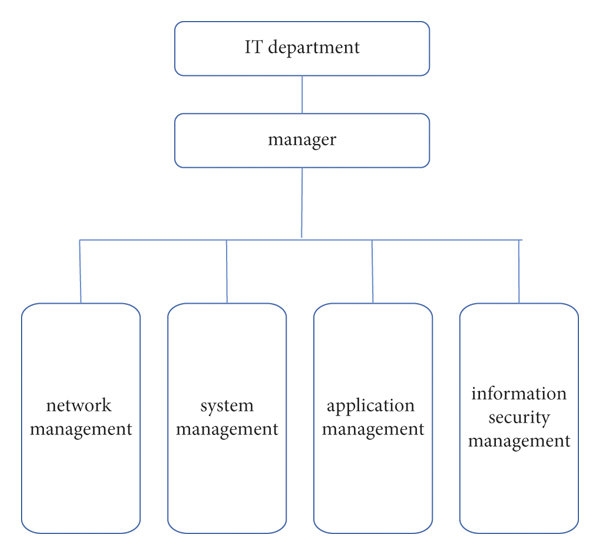 IT department
manager
network
management
system
management
application
management
information
security
management